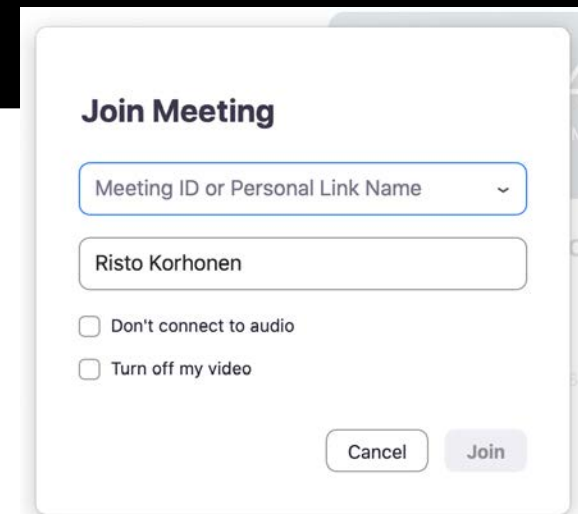 Join Meeting
Meeting ID or Personal Link Name
Risto Korhonen
Don't connect to audio
Turn off my video
Cancel
Join